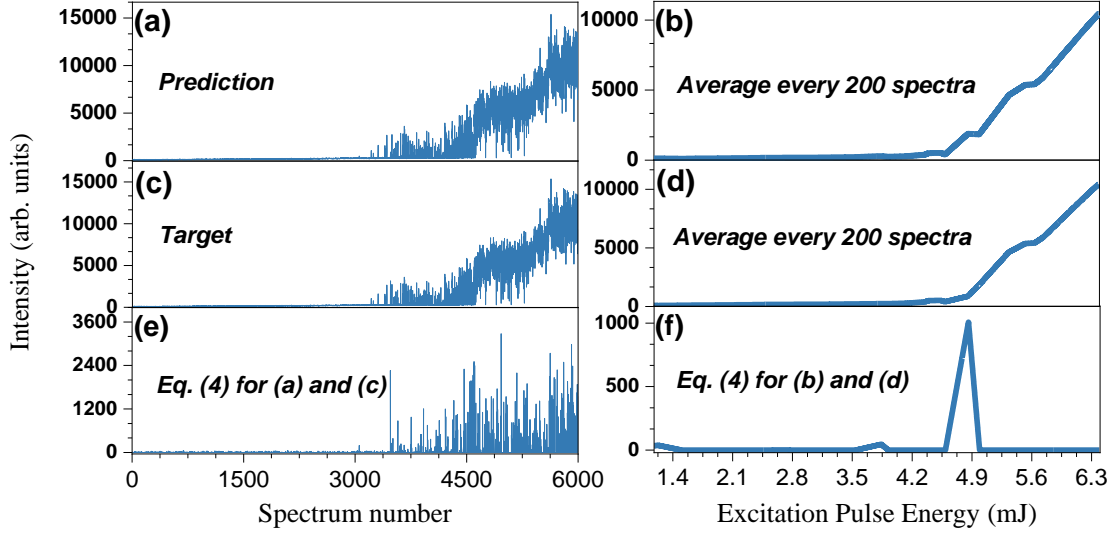 Intensity (arb. units)
(a)
Prediction
15000
10000
5000
0
(b)
Average every 200 spectra
10000
5000
0
(c)
Target
15000
10000
5000
0
(d)
Average every 200 spectra
10000
5000
0
(e)
Eq. (4) for (a) and (c)
3600
2400
1200
0
0 1500 3000 4500 6000
Spectrum number
(f)
Eq. (4) for (b) and (d)
1000
500
0
1.4 2.1 2.8 3.5 4.2 4.9 5.6 6.3
Excitation Pulse Energy (mJ)